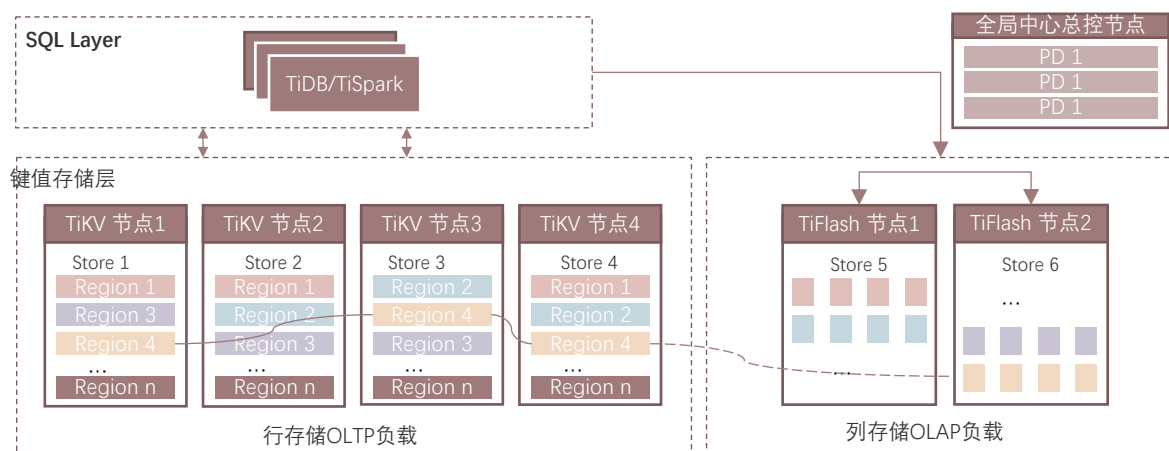 SQL Layer
TiDB/TiSpark
全局中心总控节点
PD 1
PD 1
PD 1
键值存储层
TiKV 节点1
Store 1
Region 1
Region 3
Region 4
...
Region n
TiKV 节点2
Store 2
Region 1
Region 2
Region 3
...
Region n
TiKV 节点3
Store 3
Region 2
Region 4
Region 3
...
Region n
TiKV 节点4
Store 4
Region 1
Region 2
Region 4
...
Region n
行存储OLTP负载
TiFlash 节点1
Store 5
...
TiFlash 节点2
Store 6
...
列存储OLAP负载